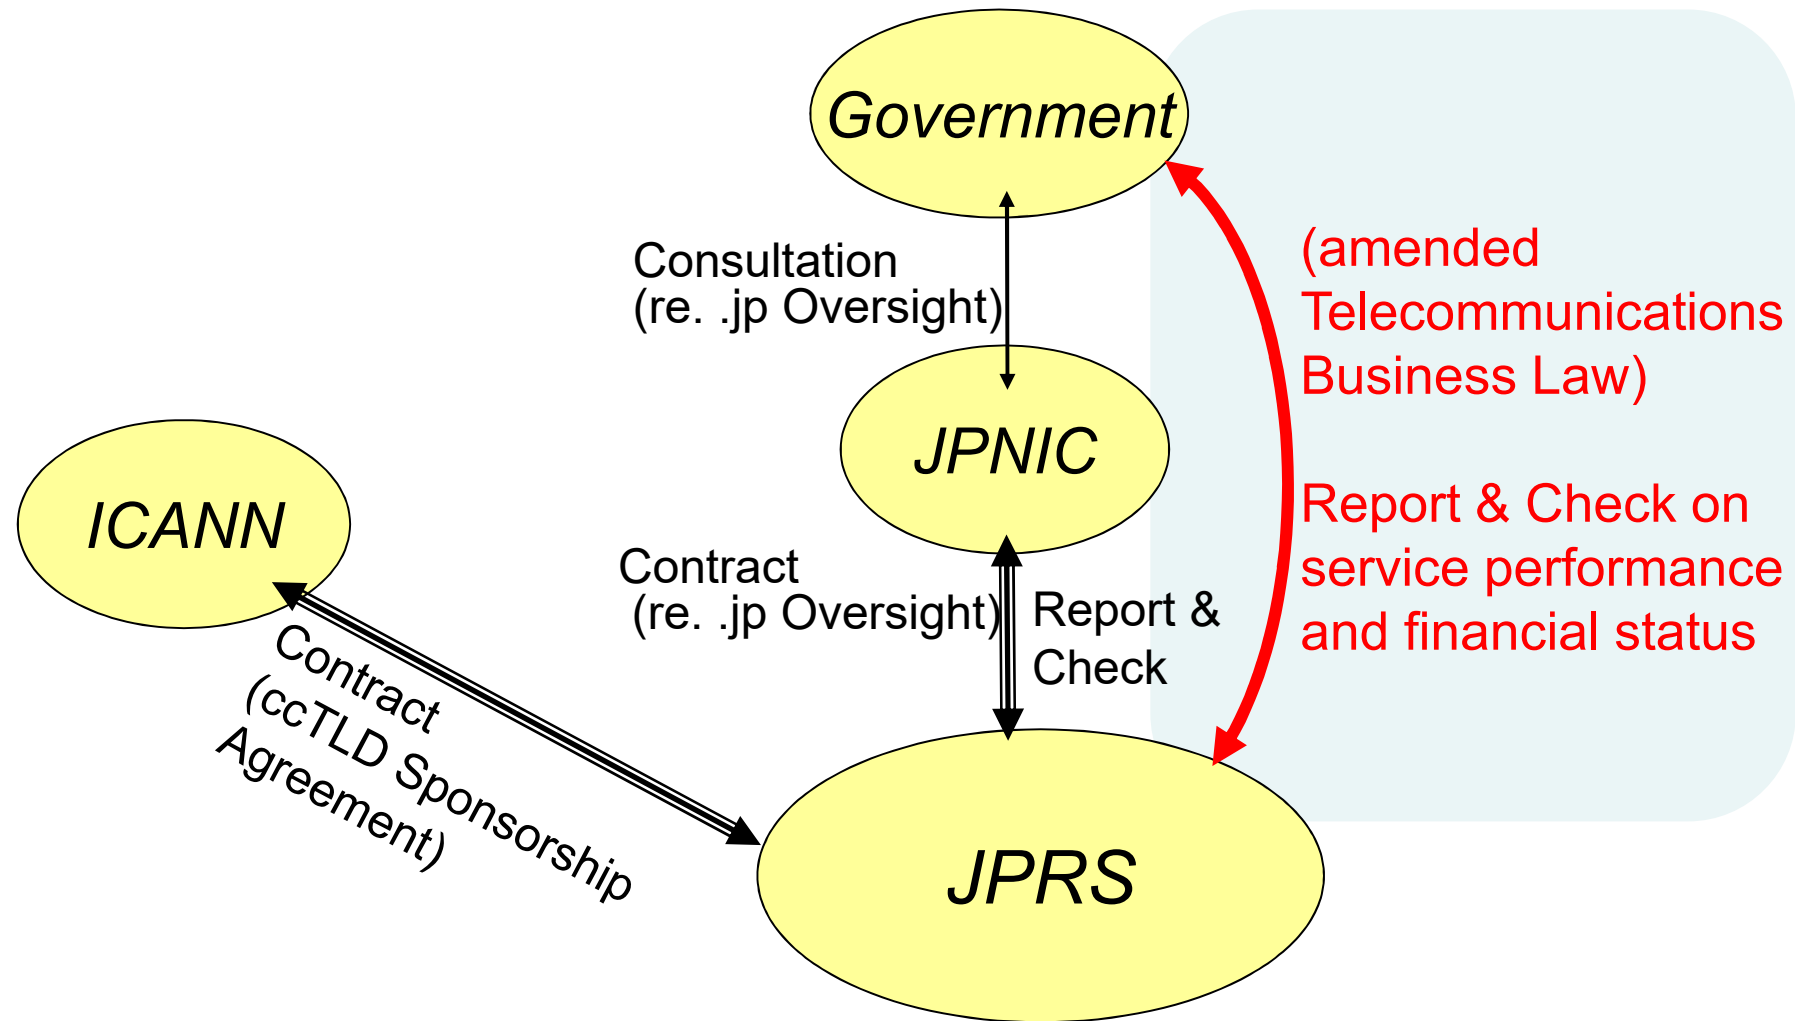 Government
Consultation
(re. .jp Oversight)
(amended
Telecommunications
Business Law)
JPNIC
ICANN
Report & Check on
service performance
and financial status
Contract
(re. .jp Oversight)
Report &
Check
Contract
(ccTLD Sponsorship
Agreement)
JPRS